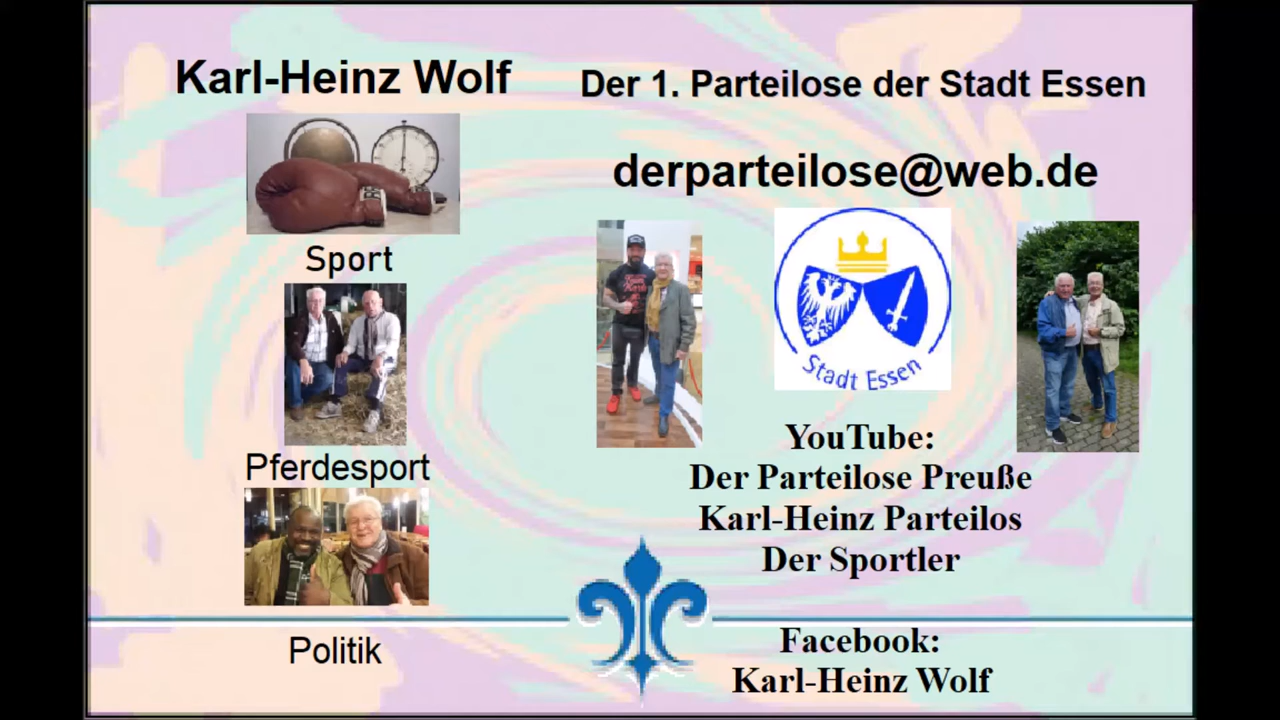 Karl-Heinz Wolf
Der 1. Parteilose der Stadt Essen
derparteilose@web.de
Sport
Pferdesport
Politik
Stadt Essen
YouTube:
Der Parteilose Preuße
Karl-Heinz Parteilos
Der Sportler
Facebook:
Karl-Heinz Wolf